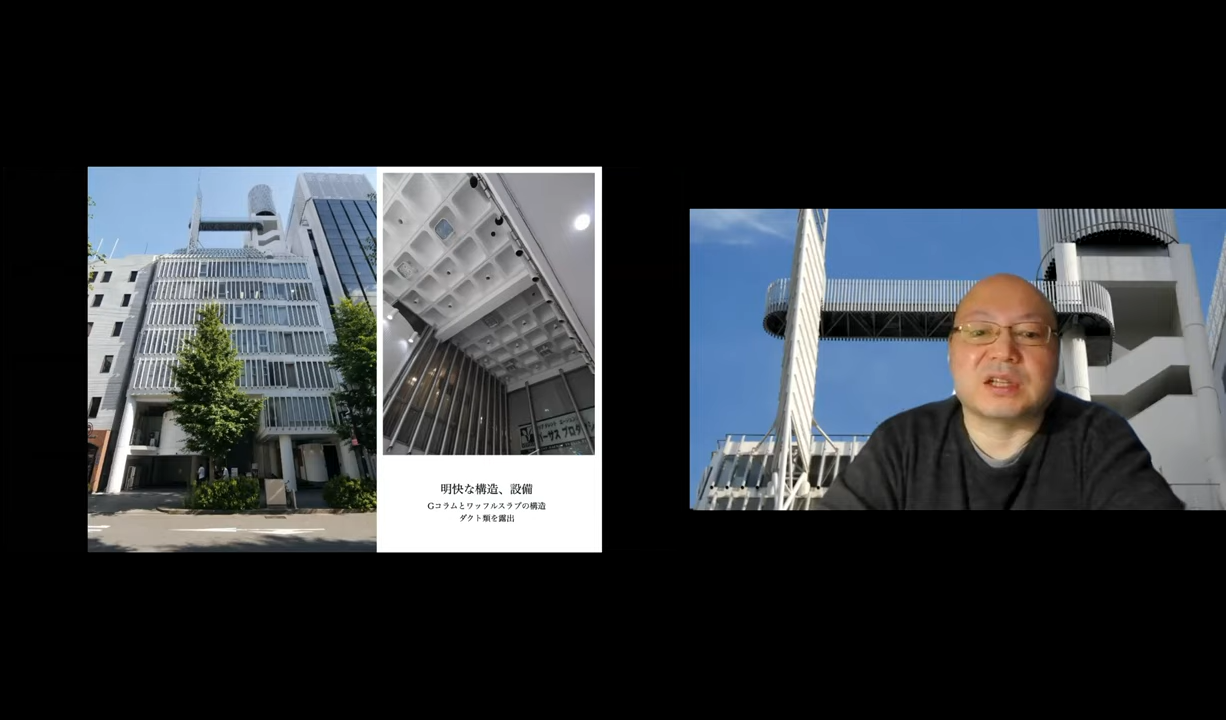 明快な構造、設備
Gコラムとワッフルスラブの構造
ダクト類を露出